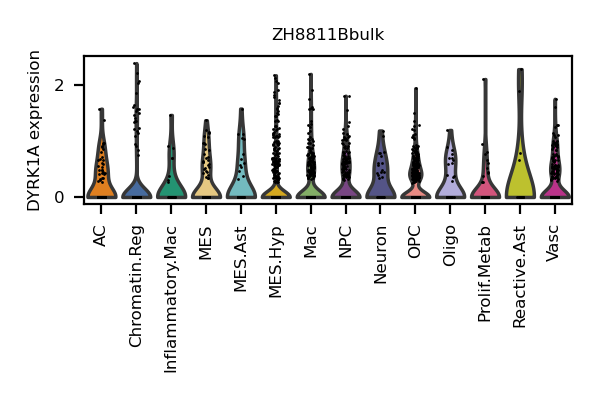 ZH8811Bbulk
DYRK1A expression
2
0
AC
Chromatin.Reg
Inflammatory.Mac
MES
MES.Ast
MES.Hyp
Mac
NPC
Neuron
OPC
Oligo
Prolif.Metab
Reactive.Ast
Vasc